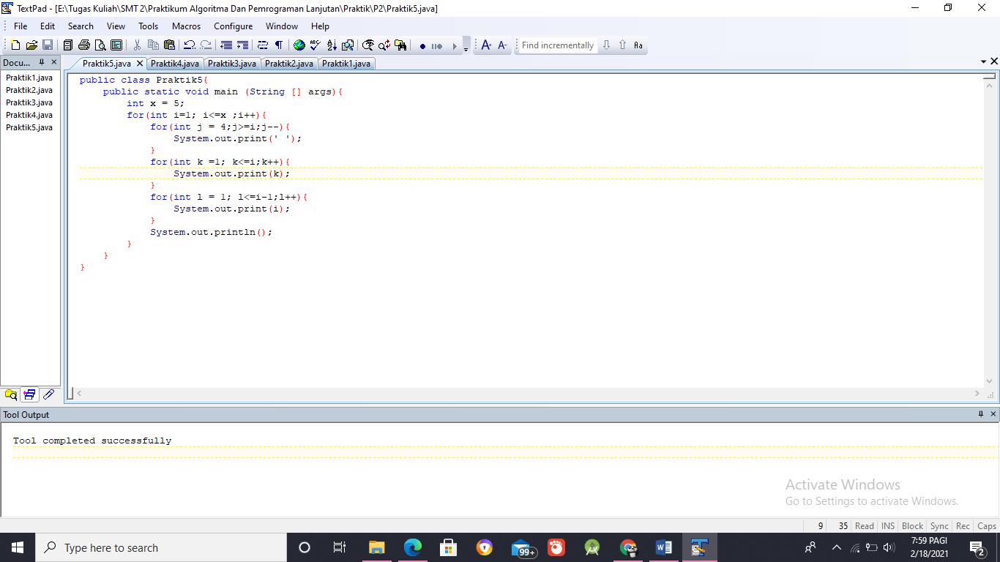 TextPad - [E:\Tugas Kuliah\SMT 2\Praktikum Algoritma Dan Pemrograman Lanjutan\Praktik\P2\Praktik5.java]
File Edit Search View Tools Macros Configure Window Help
Find incrementally
Docu...
Praktik5.java Praktik4.java Praktik3.java Praktik2.java Praktik1.java
Praktik1.java
Praktik2.java
Praktik3.java
Praktik4.java
Praktik5.java
public class Praktik5{
    public static void main (String [] args){
        int x = 5;
        for(int i=1; i<=x ;i++){
            for(int j = 4;j>=i;j--){
                System.out.print(' ');
            }
            for(int k =1; k<=i;k++){
                System.out.print(k);
            }
            for(int l = 1; l<=i-1;l++){
                System.out.print(i);
            }
            System.out.println();
        }
    }
}
Tool Output
Tool completed successfully
Activate Windows
Go to Settings to activate Windows.
9 35 Read INS Block Sync Rec Caps
Type here to search
99+
7:59 PAGI
2/18/2021
2